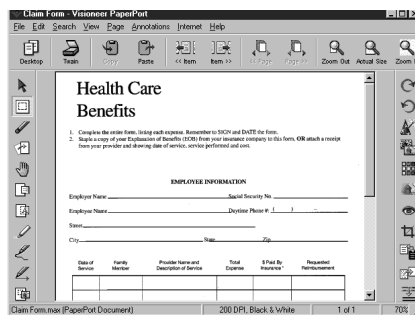 Claim Form - Visioneer PaperPort
File Edit Search View Page Annotations Internet Help
Desktop Train Copy Paste << Item Item >> << Page Page >> Zoom Out Actual Size Zoom
Health Care
Benefits
1. Complete the entire form, listing each expense. Remember to SIGN and DATE the form.
2. Staple a copy of your Explanation of Benefits (EOB) from your insurance company to this form, OR attach a receipt
from your provider and showing date of service, service performed and cost.
EMPLOYEE INFORMATION
Employer Name Social Security No.
Employer Name Daytime Phone #: ( ) –
Street
City State Zip
Date of Service Family Member Provider Name and Description of Service Total Expense $ Paid By Insurance * Requested Reimbursement
Claim Form.max (PaperPort Document) 200 DPI, Black & White 1 of 1 70%